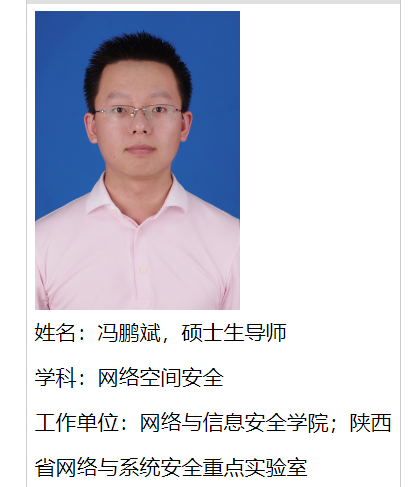 姓名：冯鹏斌，硕士生导师
学科：网络空间安全
工作单位：网络与信息安全学院；陕西
省网络与系统安全重点实验室